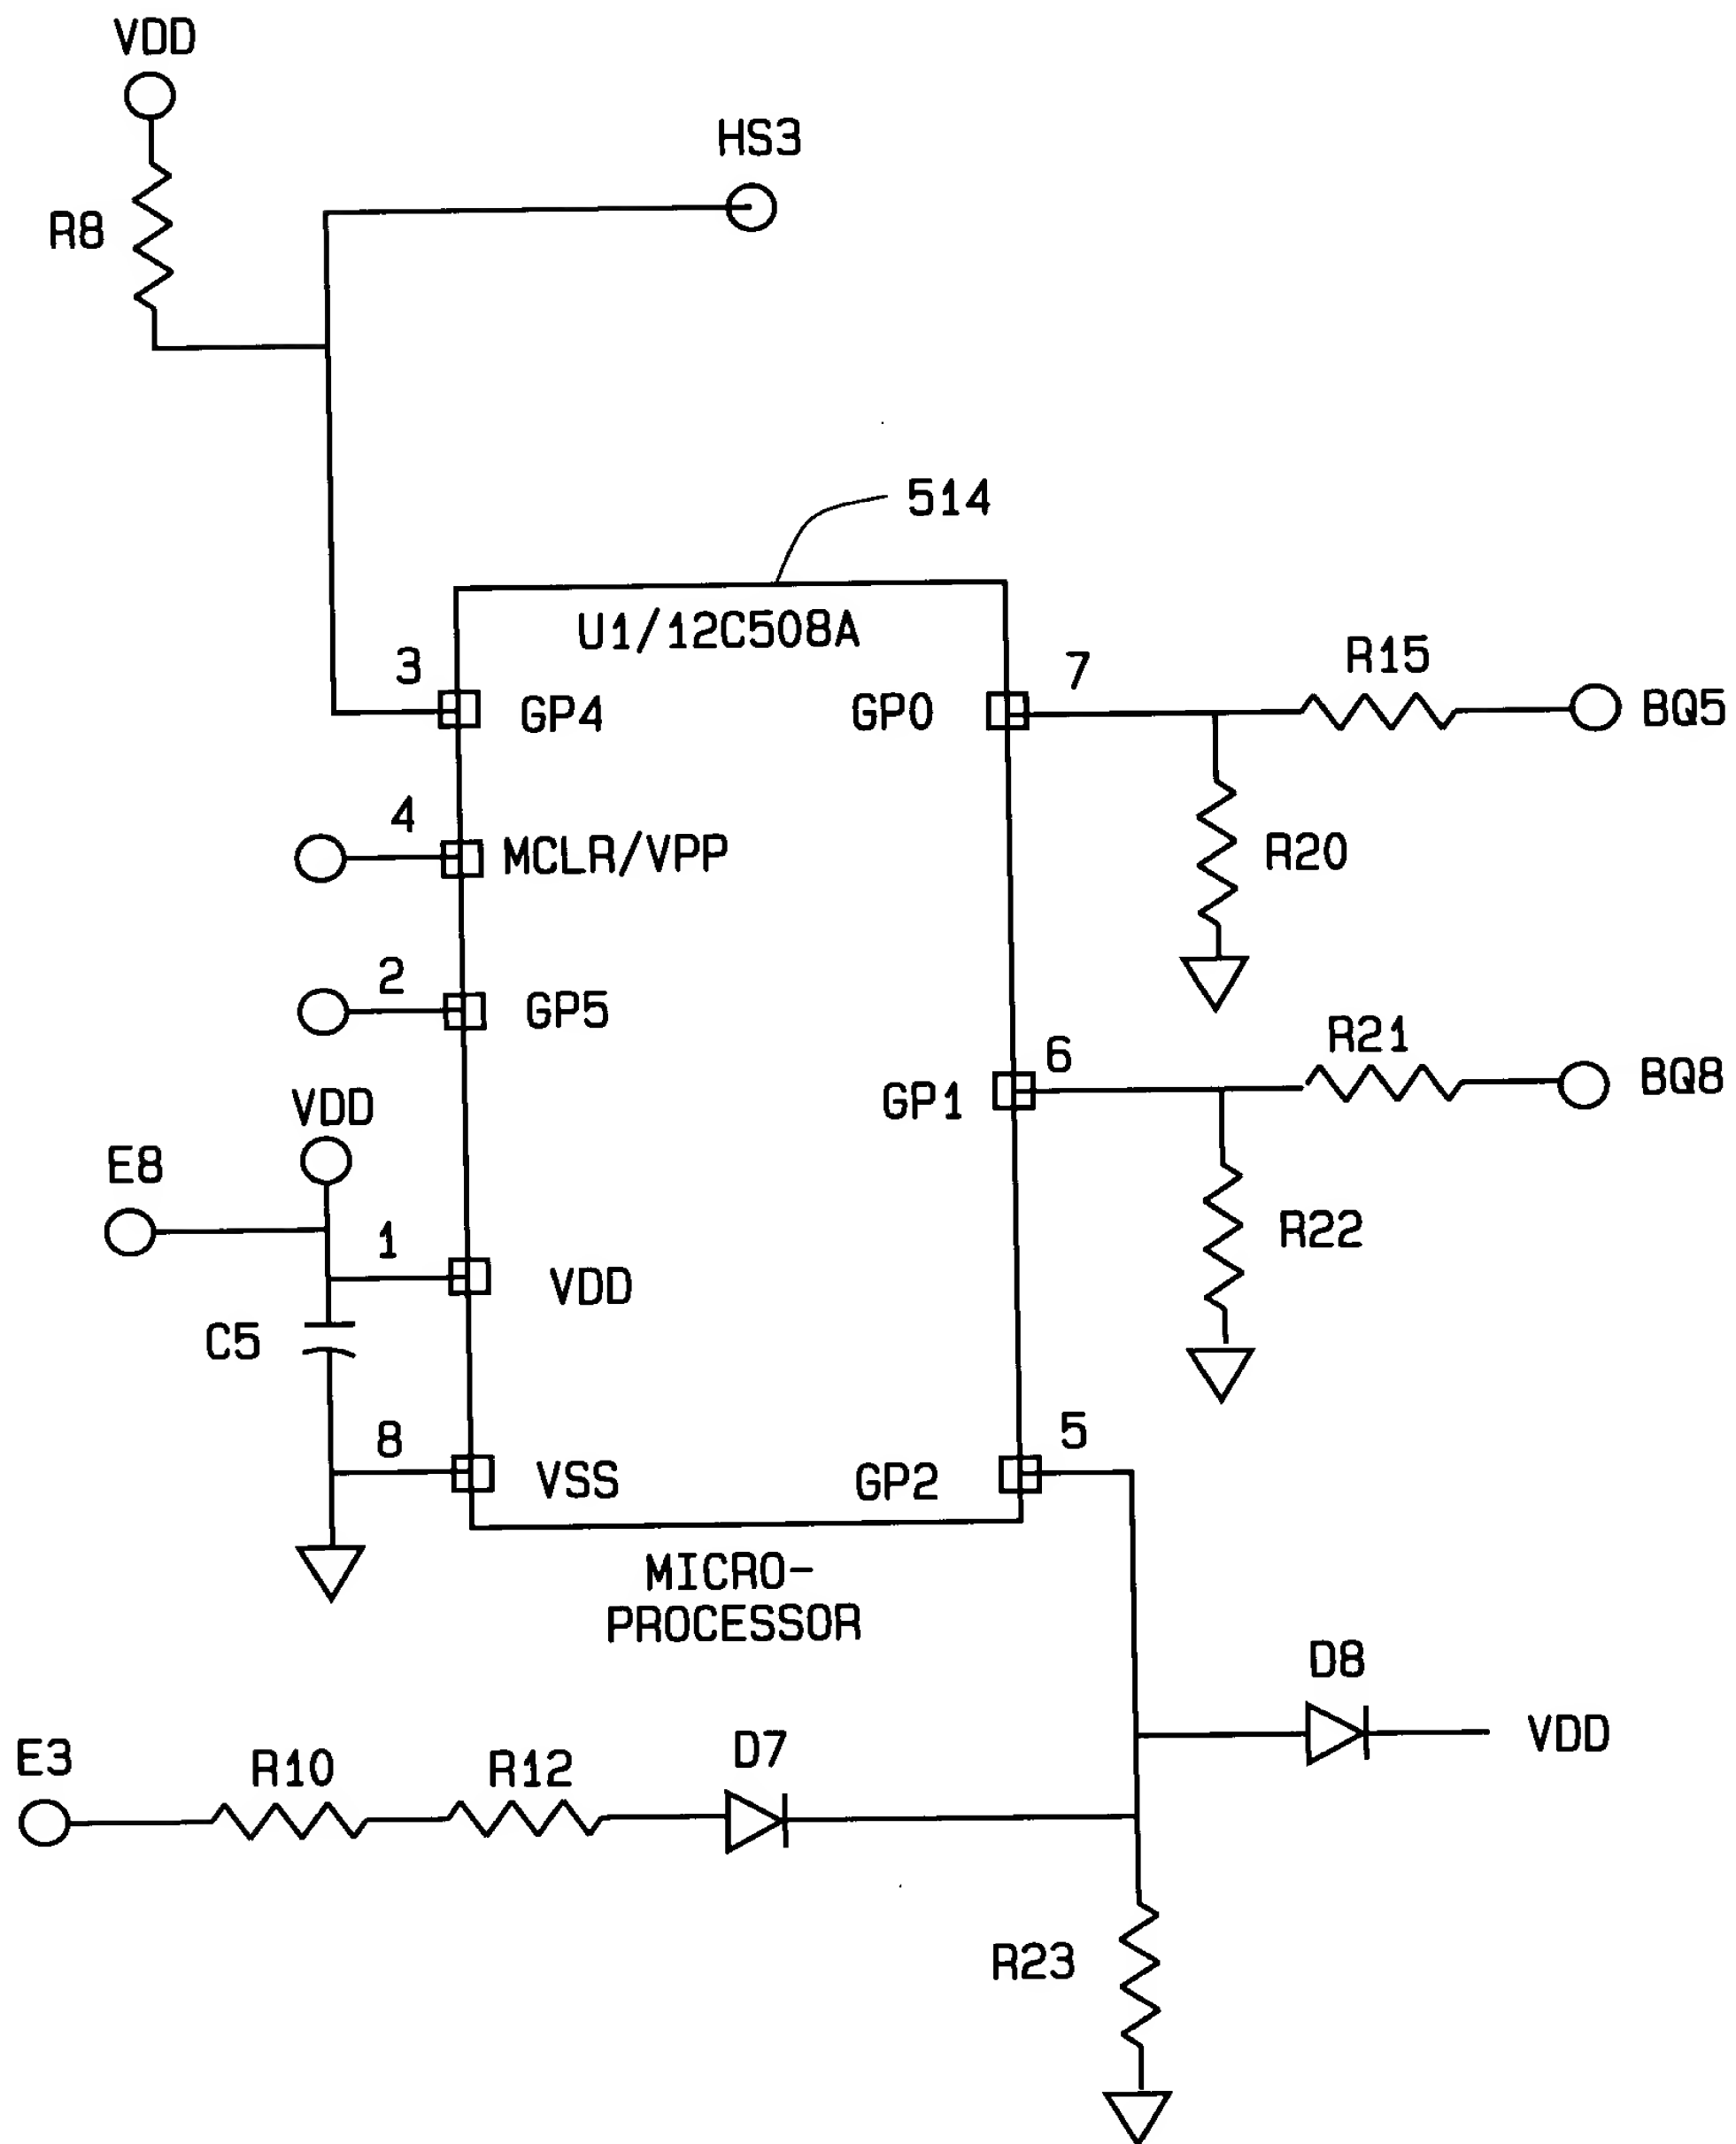 VDD
HS3
R8
514
U1/12C508A
3
GP4
GP0
7
R15
BQ5
4
MCLR/VPP
R20
2
GP5
6
R21
GP1
BQ8
VDD
E8
1
VDD
R22
C5
8
VSS
GP2
5
MICRO-
PROCESSOR
D8
VDD
E3
R10
R12
D7
R23